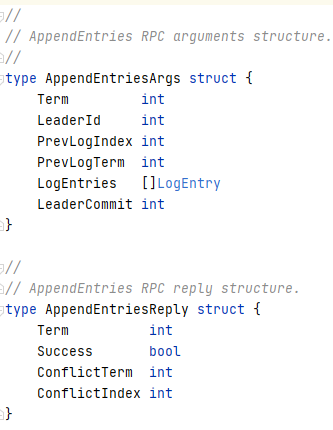 //
// AppendEntries RPC arguments structure.
//
type AppendEntriesArgs struct {
    Term         int
    LeaderId     int
    PrevLogIndex int
    PrevLogTerm  int
    LogEntries   []LogEntry
    LeaderCommit int
}
//
// AppendEntries RPC reply structure.
type AppendEntriesReply struct {
    Term          int
    Success       bool
    ConflictTerm  int
    ConflictIndex int
}